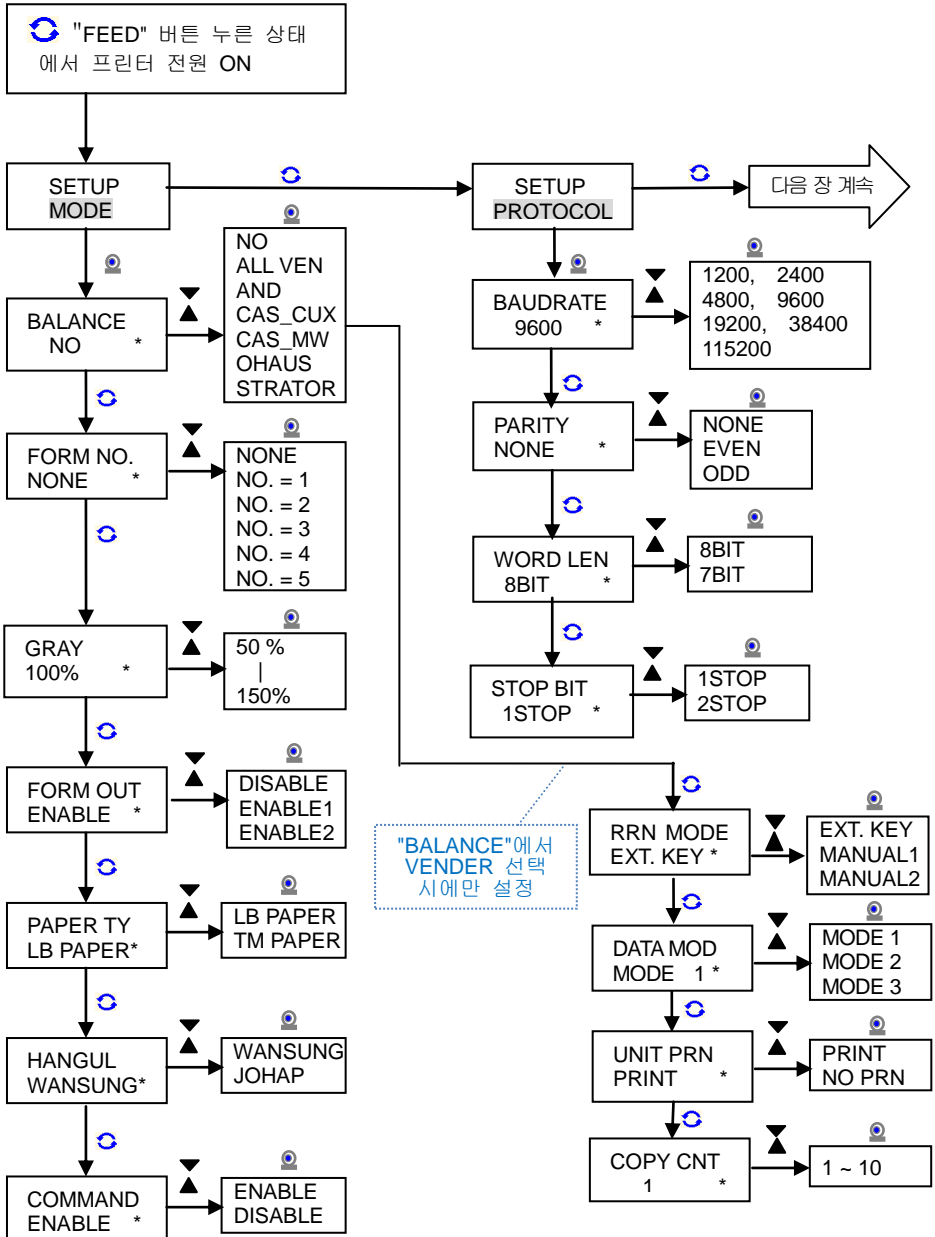 "FEED" 버튼 누른 상태
에서 프린터 전원 ON
SETUP
MODE
SETUP
PROTOCOL
다음 장 계속
BALANCE
NO *
NO
ALL VEN
AND
CAS_CUX
CAS_MW
OHAUS
STRATOR
FORM NO.
NONE *
NONE
NO. = 1
NO. = 2
NO. = 3
NO. = 4
NO. = 5
GRAY
100% *
50 %
|
150%
FORM OUT
ENABLE *
DISABLE
ENABLE1
ENABLE2
PAPER TY
LB PAPER*
LB PAPER
TM PAPER
HANGUL
WANSUNG*
WANSUNG
JOHAP
COMMAND
ENABLE *
ENABLE
DISABLE
BAUDRATE
9600 *
1200, 2400
4800, 9600
19200, 38400
115200
PARITY
NONE *
NONE
EVEN
ODD
WORD LEN
8BIT *
8BIT
7BIT
STOP BIT
1STOP *
1STOP
2STOP
"BALANCE"에서
VENDER 선택
시에만 설정
RRN MODE
EXT. KEY *
EXT. KEY
MANUAL1
MANUAL2
DATA MOD
MODE 1 *
MODE 1
MODE 2
MODE 3
UNIT PRN
PRINT *
PRINT
NO PRN
COPY CNT
1 *
1 ~ 10